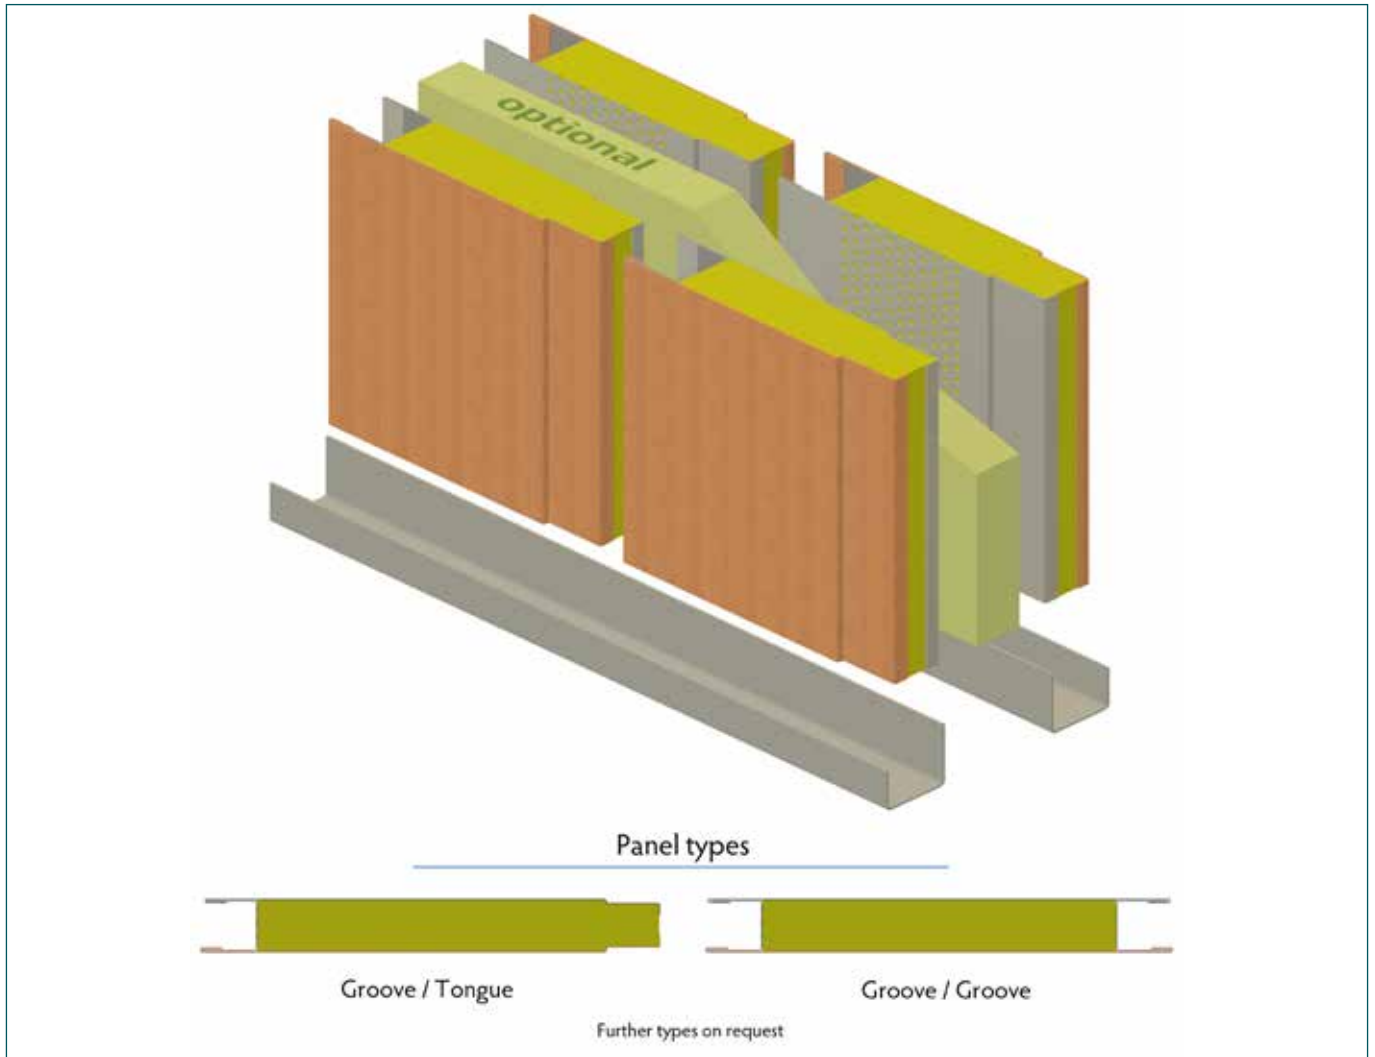 optional
Panel types
Groove / Tongue
Groove / Groove
Further types on request